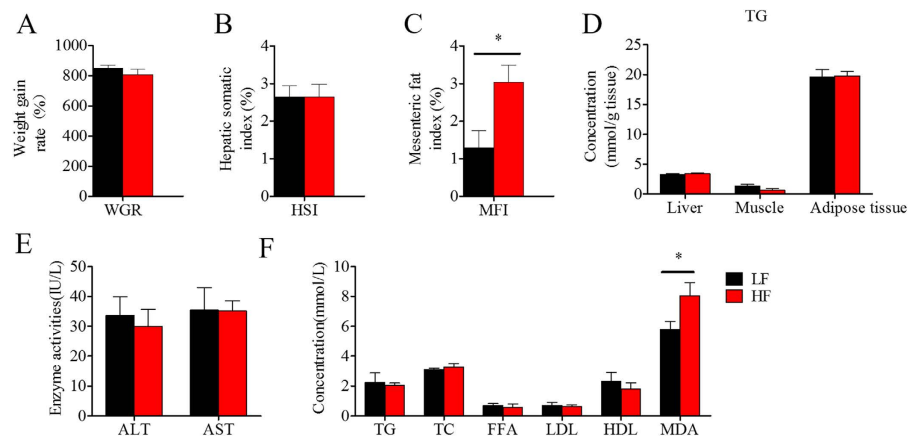 A
Weight gain
rate (%)
1000
800
600
400
200
0
WGR
B
Hepatic somatic
index (%)
4
3
2
1
0
HSI
C
Mesenteric fat
index (%)
4
3
2
1
0
*
MFI
D
TG
Concentration
(mmol/g tissue)
25
20
15
10
5
0
Liver Muscle Adipose tissue
E
Enzyme activities(IU/L)
50
40
30
20
10
0
ALT AST
F
Concentration(mmol/L)
10
8
6
4
2
0
*
TG TC FFA LDL HDL MDA
LF
HF